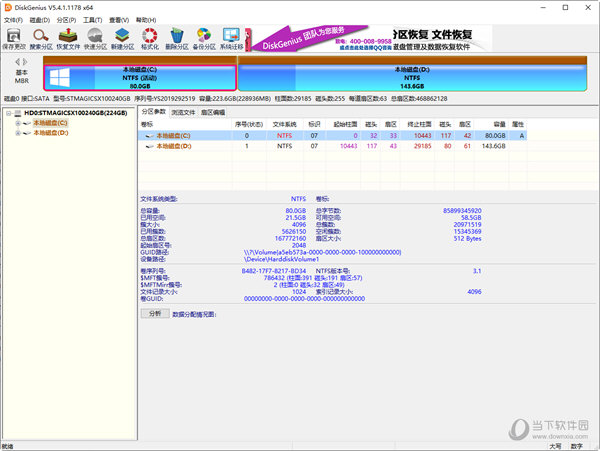 DiskGenius V5.4.1.1178 x64
文件(F) 磁盘(D) 分区(P) 工具(T) 查看(V) 帮助(H)
保存更改 搜索分区 恢复文件 快速分区 新建分区 格式化 删除分区 备份分区 系统迁移
DiskGenius 团队为您服务
分区恢复 文件恢复
致电：400-008-9958
或点击此处选择QQ咨询
磁盘管理及数据恢复软件
基本
MBR
本地磁盘(C:)
NTFS (活动)
80.0GB
本地磁盘(D:)
NTFS
143.6GB
磁盘0 接口:SATA 型号:STMAGICSX100240GB 序列号:YS2019292519 容量:223.6GB(228936MB) 柱面数:29185 磁头数:255 每道扇区数:63 总扇区数:468862128
HD0:STMAGICSX100240GB(224GB)
本地磁盘(C:)
本地磁盘(D:)
分区参数 浏览文件 扇区编辑
卷标 序号(状态) 文件系统 标识 起始柱面 磁头 扇区 终止柱面 磁头 扇区 容量 属性
本地磁盘(C:) 0 NTFS 07 0 32 33 10443 117 42 80.0GB A
本地磁盘(D:) 1 NTFS 07 10443 117 43 29185 80 61 143.6GB
文件系统类型: NTFS 卷标:
总容量: 80.0GB 总字节数: 85899345920
已用空间: 21.5GB 可用空间: 58.5GB
簇大小: 4096 总簇数: 20971519
已用簇数: 5626150 空闲簇数: 15345369
总扇区数: 167772160 扇区大小: 512 Bytes
起始扇区号: 2048
GUID路径: \\?\Volume{a5eb573a-0000-0000-0000-100000000000}
设备路径: \Device\HarddiskVolume1
卷序列号: B482-17F7-8217-BD34 NTFS版本号: 3.1
$MFT簇号: 786432 (柱面:391 磁头:191 扇区:57)
$MFTMirr簇号: 2 (柱面:0 磁头:32 扇区:49)
文件记录大小: 1024 索引记录大小: 4096
卷GUID: 00000000-0000-0000-0000-000000000000
分析 数据分配情况图:
就绪 大写 数字
当下软件园